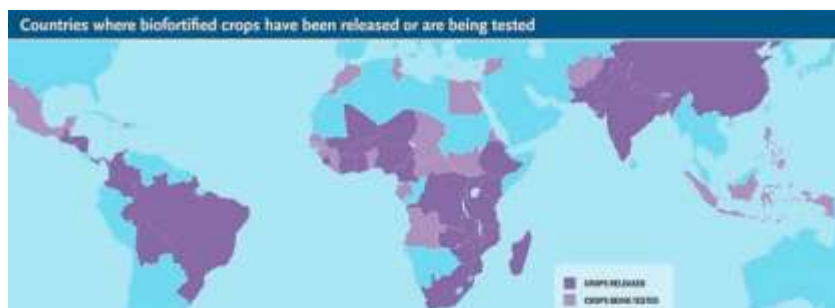 Countries where biofortified crops have been released or are being tested
CROPS RELEASED
CROPS BEING TESTED